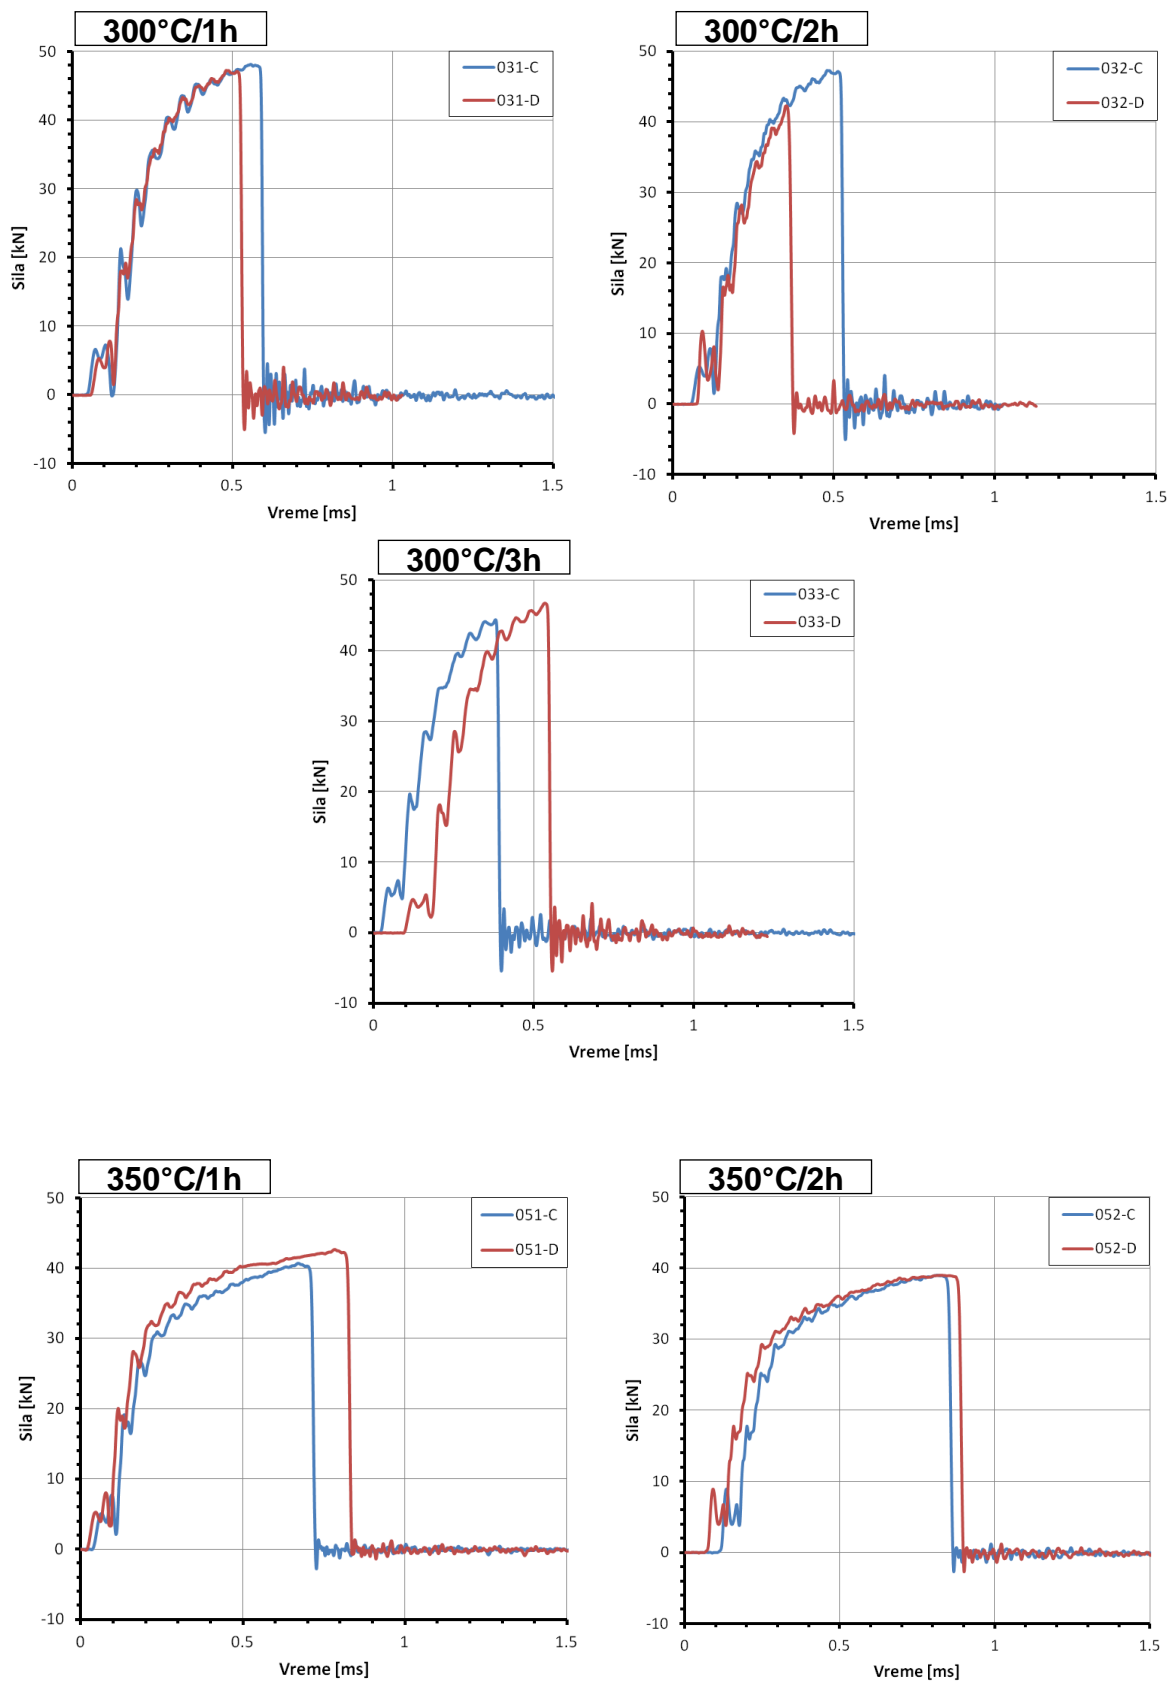 300°C/1h
50
40
30
20
10
0
-10
Sila [kN]
031-C
031-D
0 0.5 1 1.5
Vreme [ms]
300°C/2h
50
40
30
20
10
0
-10
Sila [kN]
032-C
032-D
0 0.5 1 1.5
Vreme [ms]
300°C/3h
50
40
30
20
10
0
-10
Sila [kN]
033-C
033-D
0 0.5 1 1.5
Vreme [ms]
350°C/1h
50
40
30
20
10
0
-10
Sila [kN]
051-C
051-D
0 0.5 1 1.5
Vreme [ms]
350°C/2h
50
40
30
20
10
0
-10
Sila [kN]
052-C
052-D
0 0.5 1 1.5
Vreme [ms]